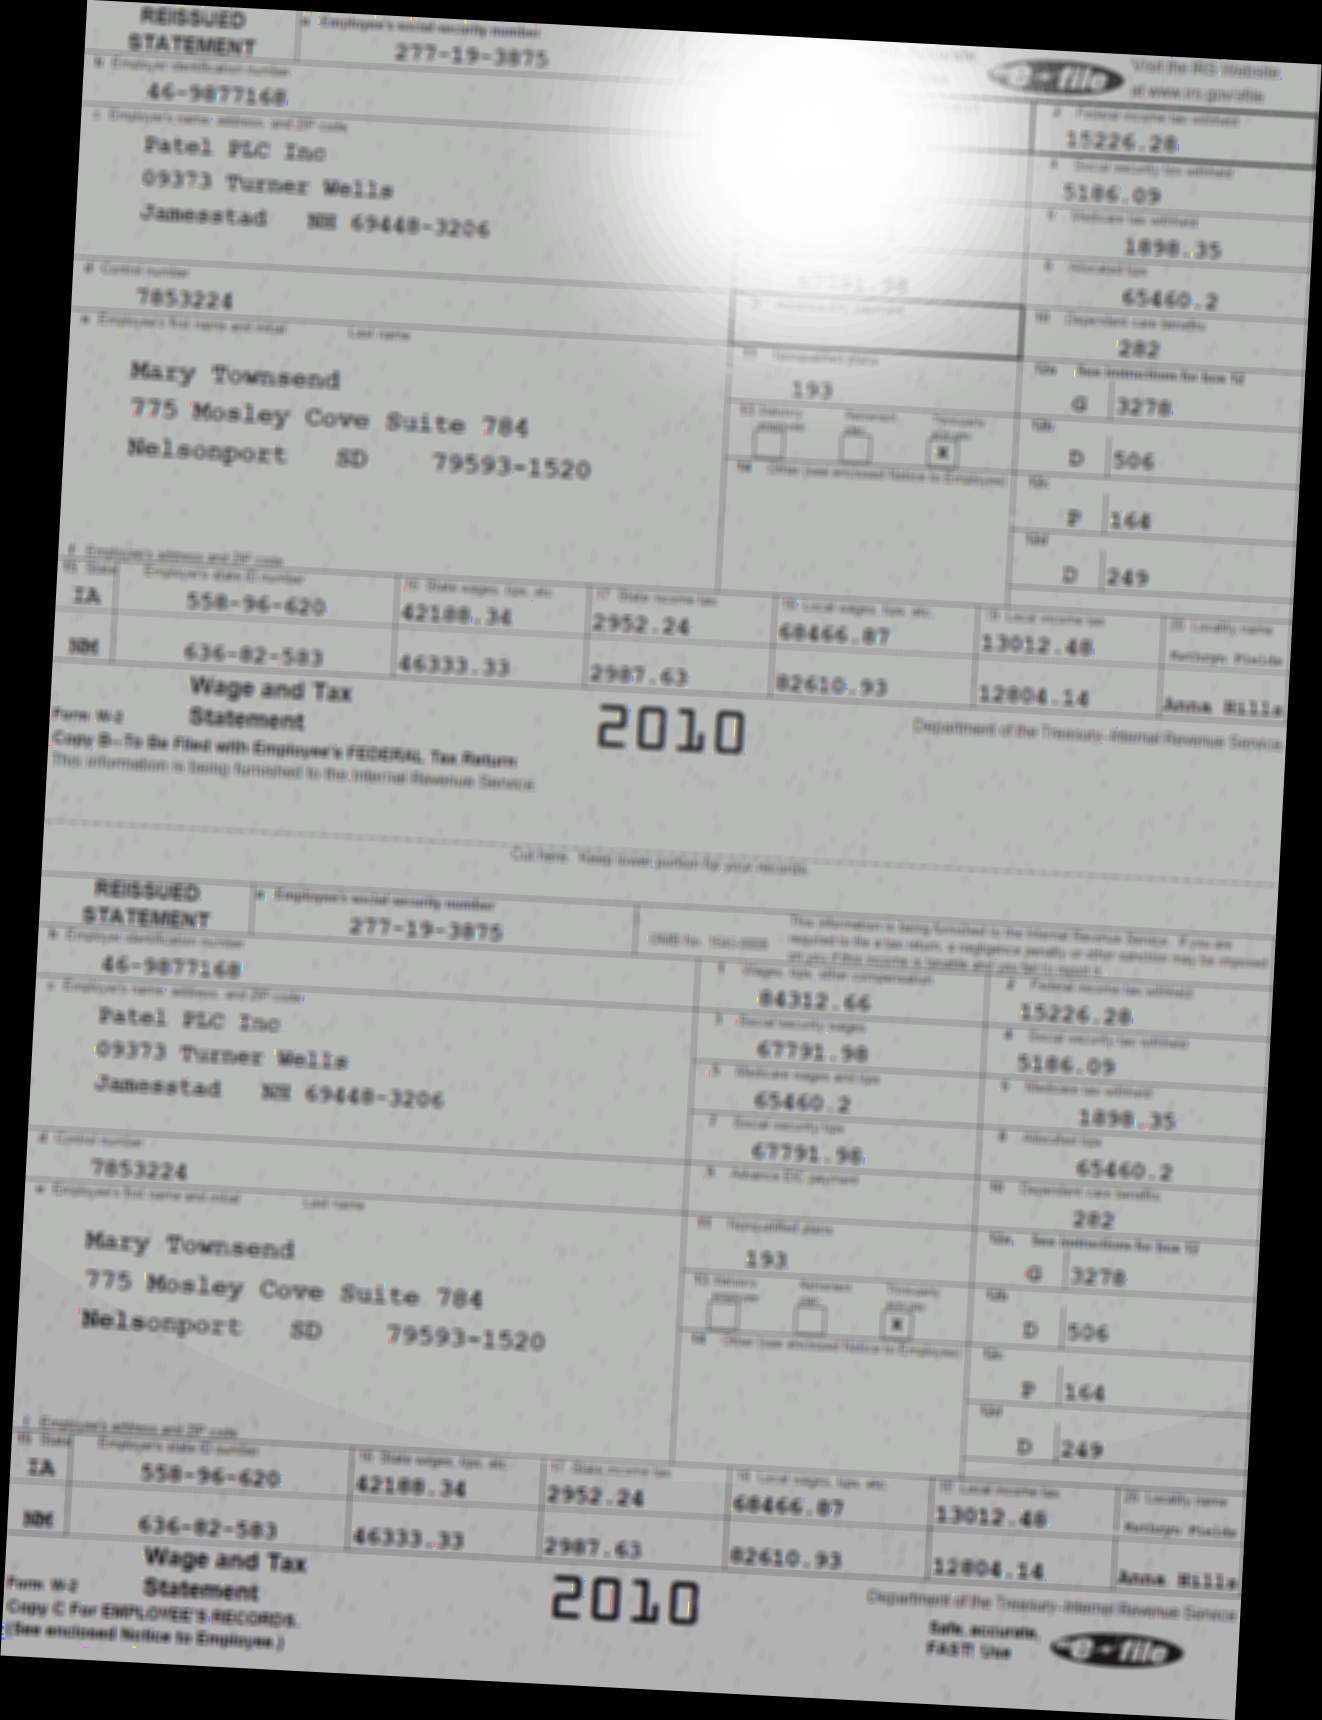 REISSUED
STATEMENT
a Employee's social security number
277-19-3875
Visit the IRS Website
at www.irs.gov/efile
e-file
b Employer identification number
46-9877168
c Employer's name, address, and ZIP code
Patel PLC Inc
09373 Turner Wells
Jamesstad NH 69448-3206
2 Federal income tax withheld
15226.28
4 Social security tax withheld
5186.09
6 Medicare tax withheld
1898.35
d Control number
7853224
67791.98
8 Allocated tips
65460.2
9 Advance EIC payment
10 Dependent care benefits
282
e Employee's first name and initial Last name
Mary Townsend
775 Mosley Cove Suite 784
Nelsonport SD 79593-1520
11 Nonqualified plans
193
12a See instructions for box 12
G 3278
13 Statutory employee Retirement plan Third-party sick pay
X
12b
D 506
14 Other (see enclosed Notice to Employee)
12c
P 164
12d
D 249
f Employee's address and ZIP code
15 State Employer's state ID number 16 State wages, tips, etc. 17 State income tax 18 Local wages, tips, etc. 19 Local income tax 20 Locality name
IA 558-96-620 42188.34 2952.24 68466.87 13012.48
NM 636-82-583 46333.33 2987.63 82610.93 12804.14 Anna Hills
Wage and Tax
Statement
Form W-2
2010
Department of the Treasury-Internal Revenue Service
Copy B-To Be Filed with Employee's FEDERAL Tax Return
This information is being furnished to the Internal Revenue Service
Cut here. Keep lower portion for your records.
REISSUED
STATEMENT
a Employee's social security number
277-19-3875
OMB No. 1545-0008
This information is being furnished to the Internal Revenue Service. If you are
required to file a tax return, a negligence penalty or other sanction may be imposed
on you if this income is taxable and you fail to report it.
b Employer identification number
46-9877168
c Employer's name, address, and ZIP code
Patel PLC Inc
09373 Turner Wells
Jamesstad NH 69448-3206
1 Wages, tips, other compensation
84312.66
2 Federal income tax withheld
15226.28
3 Social security wages
67791.98
4 Social security tax withheld
5186.09
5 Medicare wages and tips
65460.2
6 Medicare tax withheld
1898.35
d Control number
7853224
7 Social security tips
67791.98
8 Allocated tips
65460.2
9 Advance EIC payment
10 Dependent care benefits
282
e Employee's first name and initial Last name
Mary Townsend
775 Mosley Cove Suite 784
Nelsonport SD 79593-1520
11 Nonqualified plans
193
12a See instructions for box 12
G 3278
13 Statutory employee Retirement plan Third-party sick pay
X
12b
D 506
14 Other (see enclosed Notice to Employee)
12c
P 164
12d
D 249
f Employee's address and ZIP code
15 State Employer's state ID number 16 State wages, tips, etc. 17 State income tax 18 Local wages, tips, etc. 19 Local income tax 20 Locality name
IA 558-96-620 42188.34 2952.24 68466.87 13012.48
NM 636-82-583 46333.33 2987.63 82610.93 12804.14 Anna Hills
Wage and Tax
Statement
Form W-2
2010
Department of the Treasury-Internal Revenue Service
Copy C For EMPLOYEE'S RECORDS.
(See enclosed Notice to Employee.)
Safe, accurate,
FAST! Use
e-file